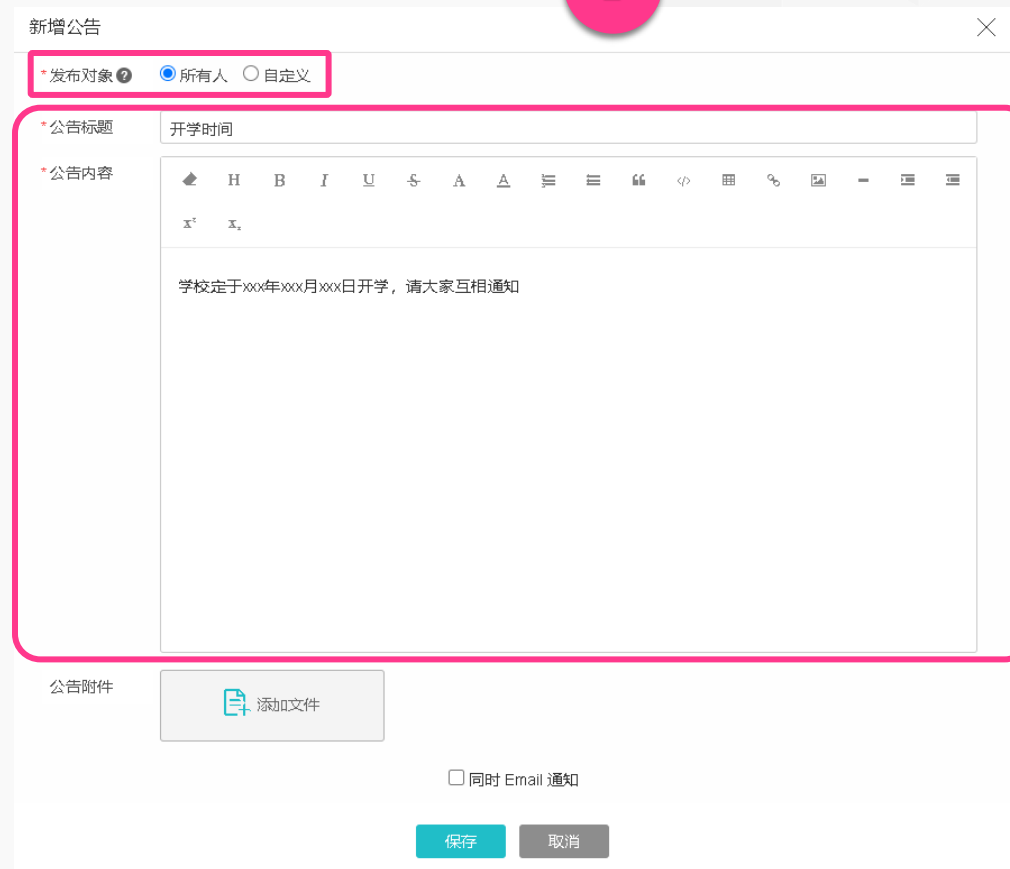 新增公告
*发布对象 ? 所有人 自定义
*公告标题 开学时间
*公告内容
H B I U S A A
X² X₂
学校定于xxx年xxx月xxx日开学，请大家互相通知
公告附件 添加文件
同时 Email 通知
保存 取消